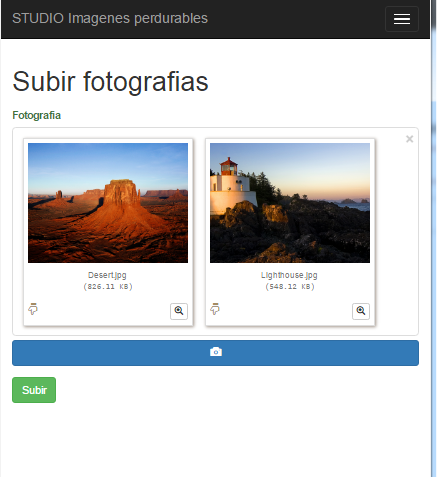 STUDIO Imagenes perdurables
Subir fotografias
Fotografia
×
Desert.jpg
(826.11 KB)
Lighthouse.jpg
(548.12 KB)
Subir